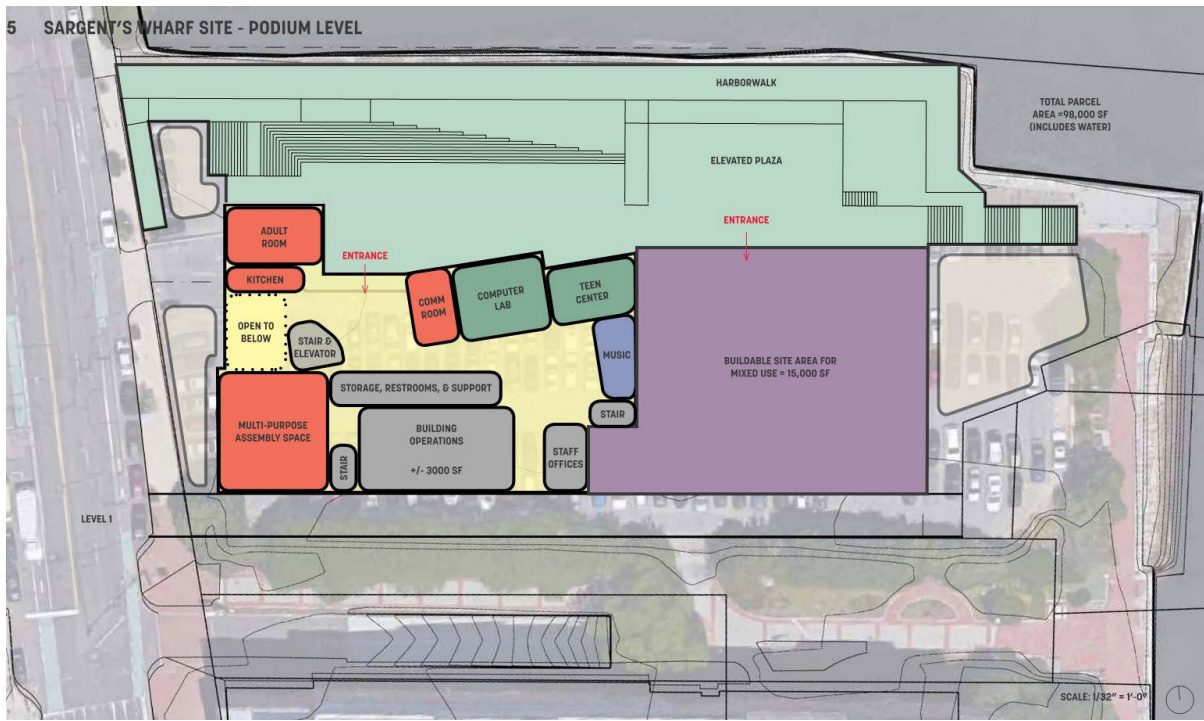 5 SARGENT'S WHARF SITE - PODIUM LEVEL
HARBORWALK
TOTAL PARCEL
AREA =98,000 SF
(INCLUDES WATER)
ELEVATED PLAZA
ENTRANCE
ADULT
ROOM
ENTRANCE
KITCHEN
COMM
ROOM
COMPUTER
LAB
TEEN
CENTER
OPEN TO
BELOW
STAIR &
ELEVATOR
MUSIC
BUILDABLE SITE AREA FOR
MIXED USE = 15,000 SF
STORAGE, RESTROOMS, & SUPPORT
STAIR
MULTI-PURPOSE
ASSEMBLY SPACE
BUILDING
OPERATIONS
+/- 3000 SF
STAIR
STAFF
OFFICES
LEVEL 1
SCALE: 1/32" = 1'-0"